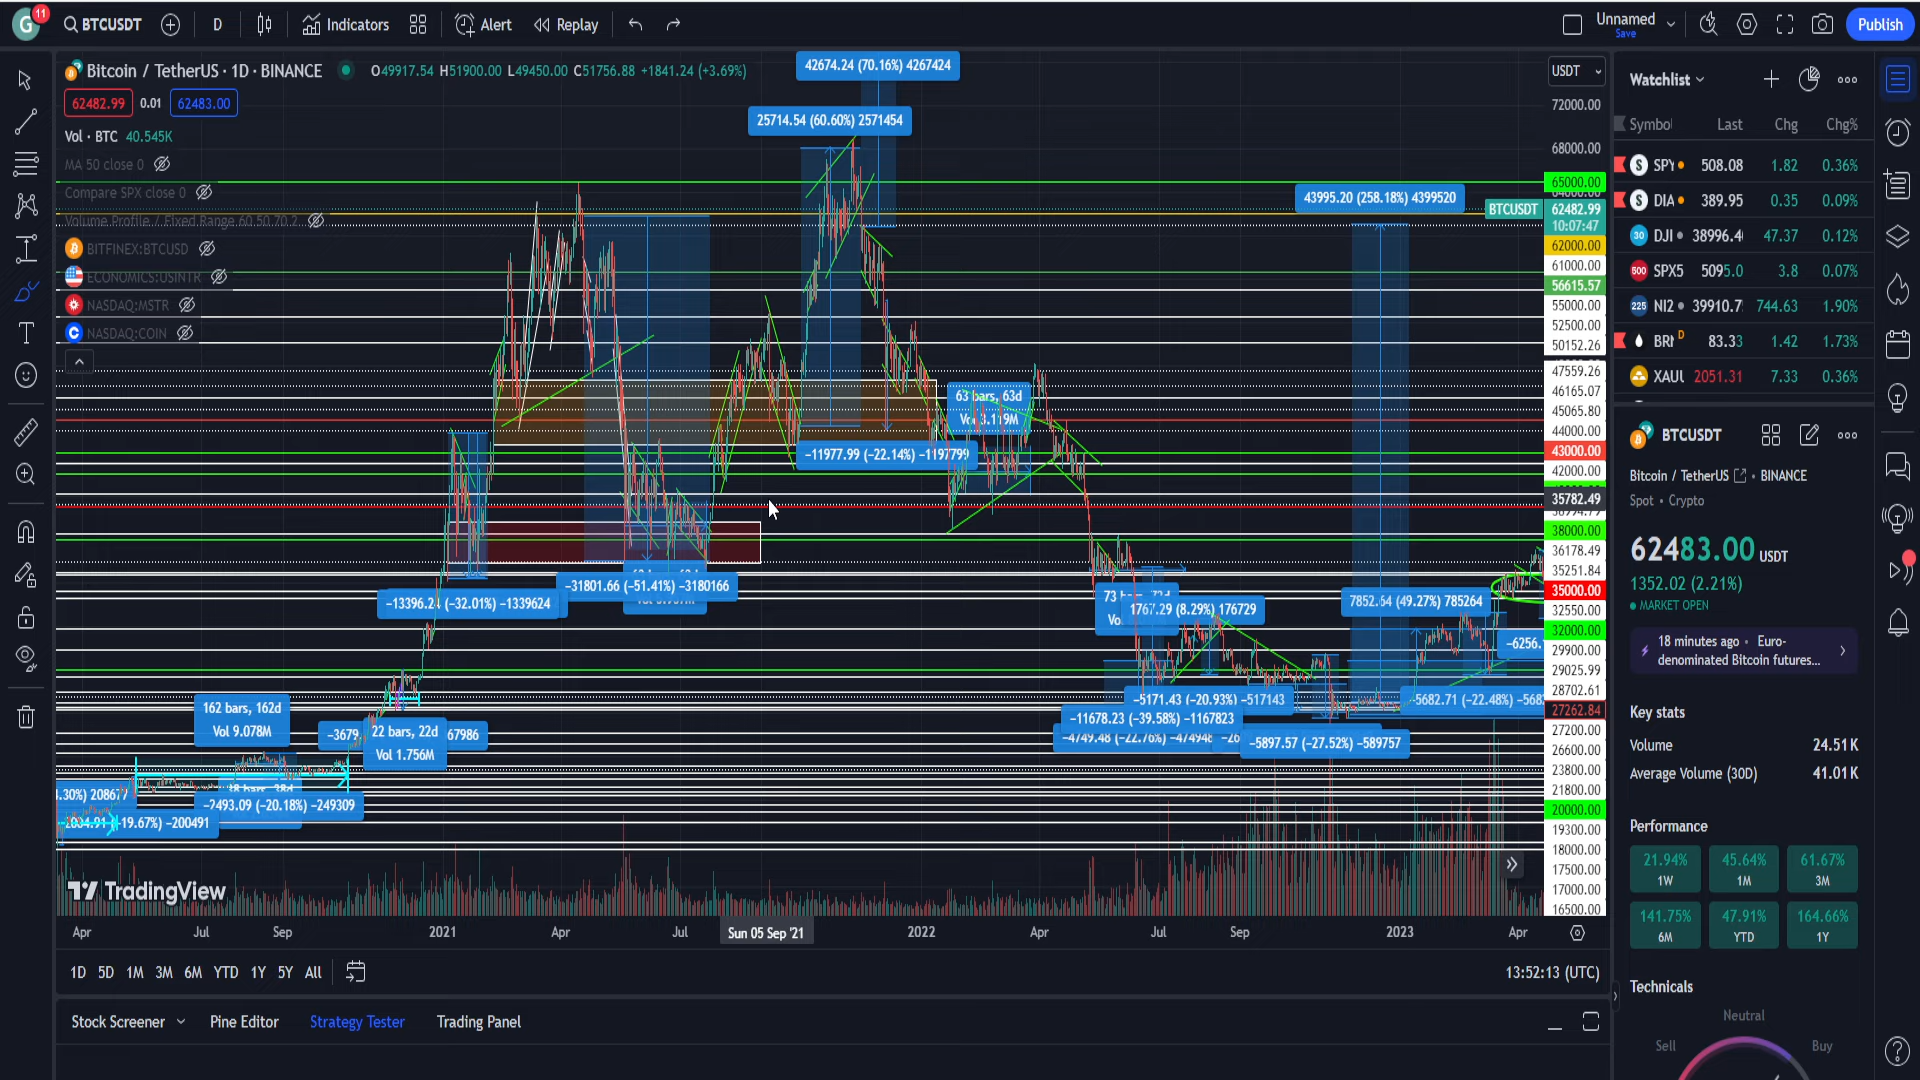 G 11 BTCUSDT D Indicators Alert Replay Unnamed Save Publish
Bitcoin / TetherUS · 1D · BINANCE O49917.54 H51900.00 L49450.00 C51756.88 +1841.24 (+3.69%)
62482.99 0.01 62483.00
Vol · BTC 40.545K
MA 50 close 0
Compare SPX close 0
Volume Profile / Fixed Range 60 50 70 2
BITFINEX:BTCUSD
ECONOMICS:USINTR
NASDAQ:MSTR
NASDAQ:COIN
42674.24 (70.16%) 4267424
25714.54 (60.60%) 2571454
43995.20 (258.18%) 4399520
63 bars, 63d
−11977.99 (−22.14%) −1197799
−31801.66 (−51.41%) −3180166
−13396.24 (−32.01%) −1339624
1767.29 (8.29%) 176729
7852.64 (49.27%) 785264
−6256.
162 bars, 162d
Vol 9.078M
−3679.
22 bars, 22d
Vol 1.756M
67986
−5171.43 (−20.93%) −517143
−11678.23 (−39.58%) −1167823
−5897.57 (−27.52%) −589757
−5682.71 (−22.48%)
−2493.09 (−20.18%) −249309
−19.67%) −200491
TradingView
USDT
72000.00
68000.00
65000.00
BTCUSDT 62482.99
10:07:47
62000.00
61000.00
56615.57
55000.00
52500.00
50152.26
47559.26
46165.07
45065.80
44000.00
43000.00
42000.00
35782.49
38000.00
36178.49
35251.84
35000.00
32550.00
32000.00
29900.00
29025.99
28702.61
27262.84
27200.00
26600.00
23800.00
21800.00
20000.00
19300.00
18000.00
17500.00
17000.00
16500.00
Apr Jul Sep 2021 Apr Jul Sun 05 Sep '21 2022 Apr Jul Sep 2023 Apr
1D 5D 1M 3M 6M YTD 1Y 5Y All 13:52:13 (UTC)
Stock Screener Pine Editor Strategy Tester Trading Panel
Watchlist
Symbol Last Chg Chg%
SPY 508.08 1.82 0.36%
DIA 389.95 0.35 0.09%
30 DJI 38996.4 47.37 0.12%
500 SPX5 5095.0 3.8 0.07%
225 NI2 39910.7 744.63 1.90%
BRN D 83.33 1.42 1.73%
XAUU 2051.31 7.33 0.36%
BTCUSDT
Bitcoin / TetherUS · BINANCE
Spot • Crypto
62483.00 USDT
1352.02 (2.21%)
MARKET OPEN
18 minutes ago • Euro-
denominated Bitcoin futures...
Key stats
Volume 24.51K
Average Volume (30D) 41.01K
Performance
21.94% 45.64% 61.67%
1W 1M 3M
141.75% 47.91% 164.66%
6M YTD 1Y
Technicals
Neutral
Sell Buy